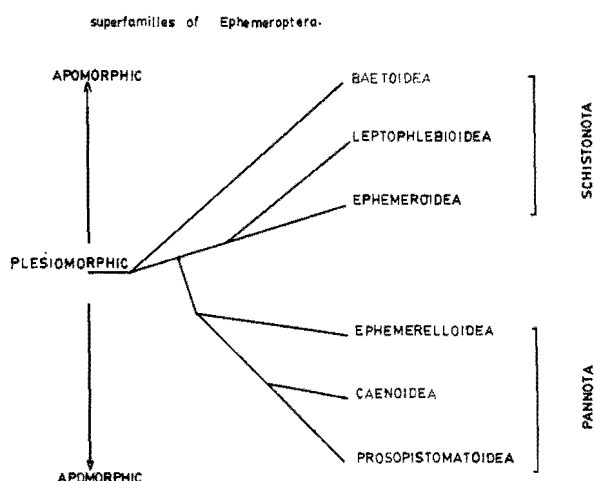 superfamilies of Ephemeroptera.
APOMORPHIC
BAETOIDEA
LEPTOPHLEBIOIDEA
EPHEMEROIDEA
SCHISTONOTA
PLESIOMORPHIC
EPHEMERELLOIDEA
CAENOIDEA
PROSOPISTOMATOIDEA
PANNOTA
APOMORPHIC